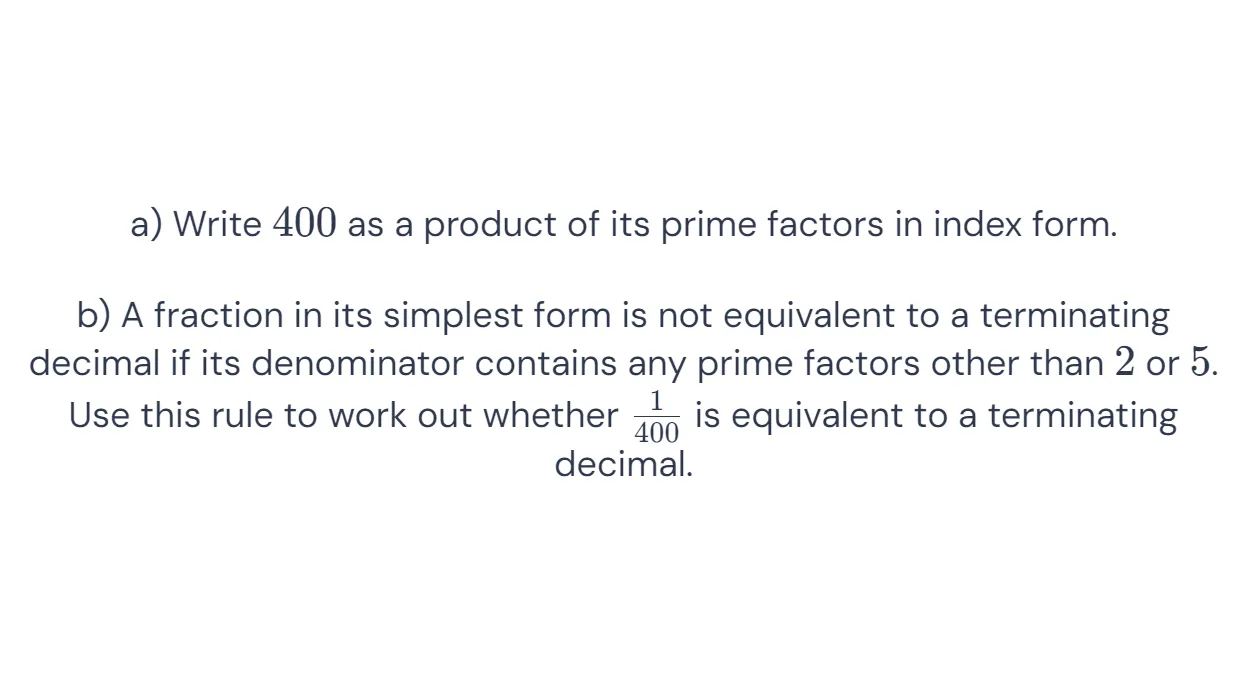 a) Write 400 as a product of its prime factors in index form.
b) A fraction in its simplest form is not equivalent to a terminating
decimal if its denominator contains any prime factors other than 2 or 5.
Use this rule to work out whether 1/400 is equivalent to a terminating
decimal.